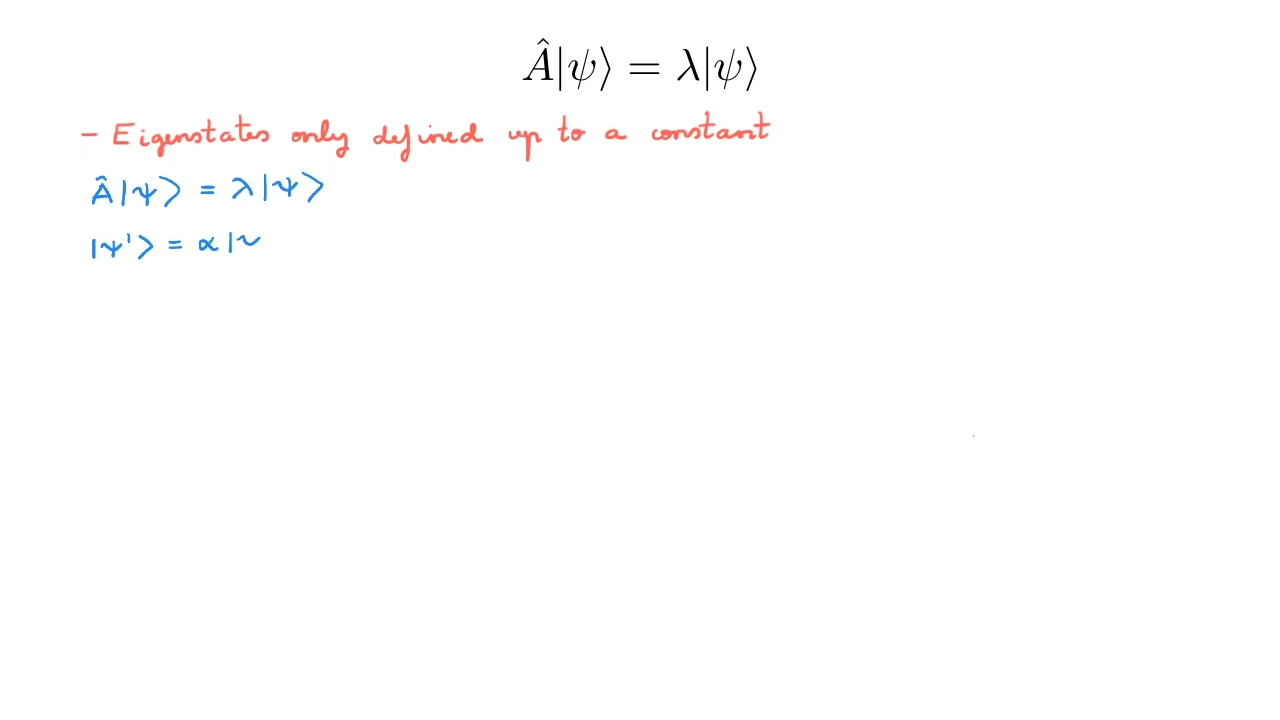 Â|ψ⟩ = λ|ψ⟩
- Eigenstates only defined up to a constant
Â|ψ⟩ = λ|ψ⟩
|ψ'⟩ = α|~